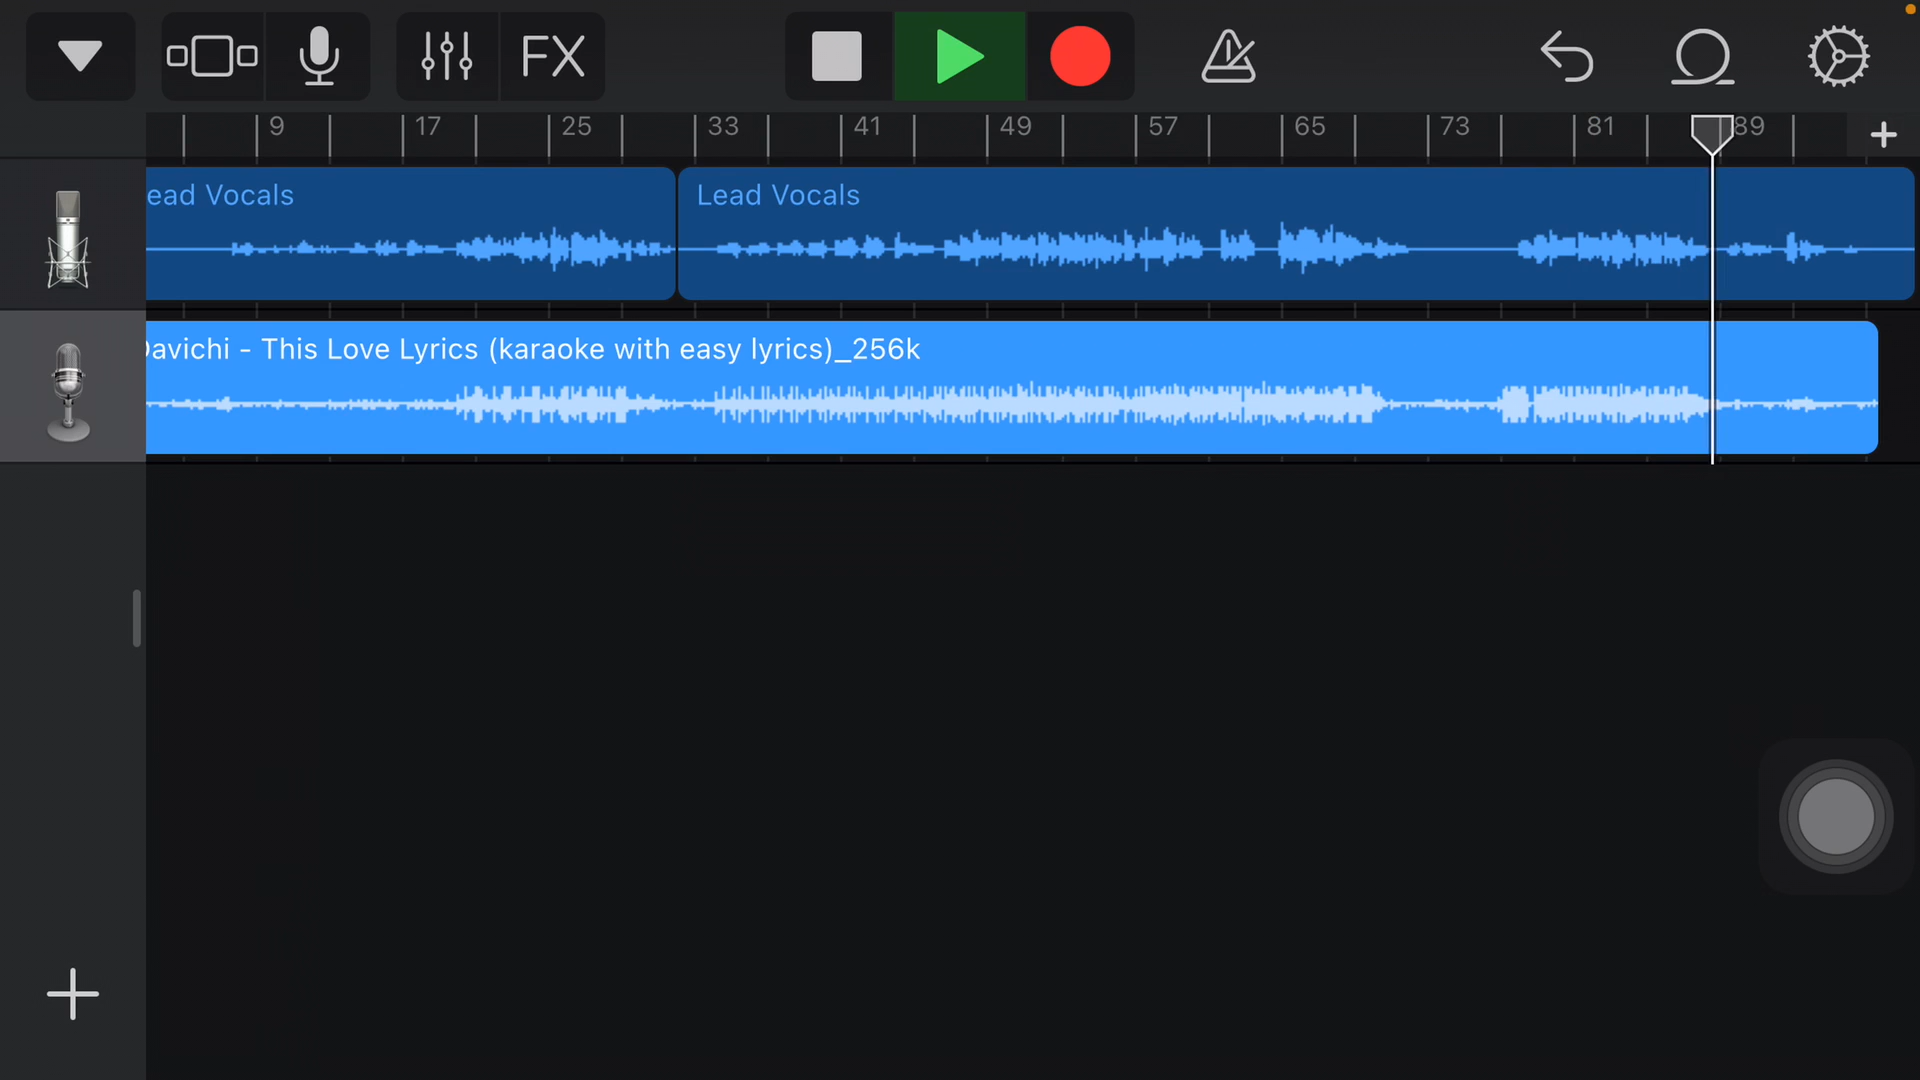 FX
9 17 25 33 41 49 57 65 73 81 89
ead Vocals Lead Vocals
Davichi - This Love Lyrics (karaoke with easy lyrics)_256k